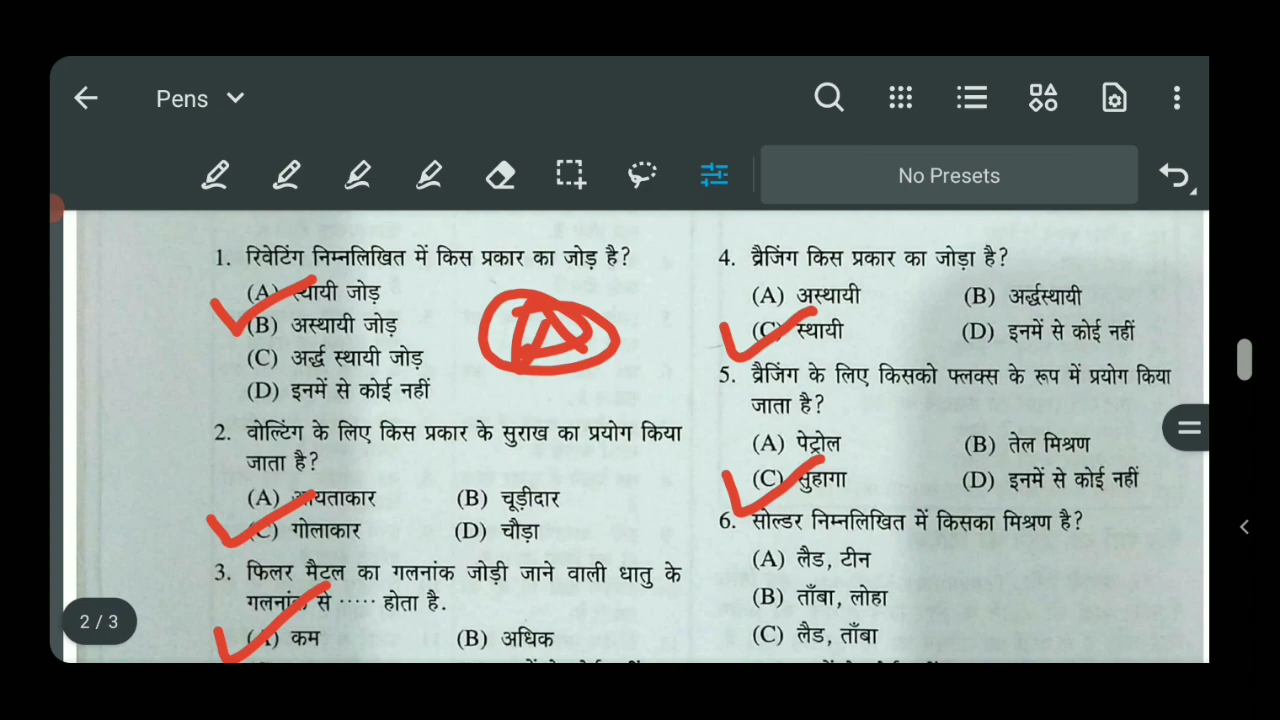 Pens
No Presets
1. रिवेटिंग निम्नलिखित में किस प्रकार का जोड़ है?
(A) स्थायी जोड़
(B) अस्थायी जोड़
(C) अर्द्ध स्थायी जोड़
(D) इनमें से कोई नहीं
A
2. वोल्टिंग के लिए किस प्रकार के सुराख का प्रयोग किया
जाता है?
(A) आयताकार (B) चूड़ीदार
(C) गोलाकार (D) चौड़ा
3. फिलर मैटल का गलनांक जोड़ी जाने वाली धातु के
गलनांक से ····· होता है.
(A) कम (B) अधिक
4. व्रैजिंग किस प्रकार का जोड़ा है?
(A) अस्थायी (B) अर्द्धस्थायी
(C) स्थायी (D) इनमें से कोई नहीं
5. व्रैजिंग के लिए किसको फ्लक्स के रूप में प्रयोग किया
जाता है?
(A) पेट्रोल (B) तेल मिश्रण
(C) सुहागा (D) इनमें से कोई नहीं
6. सोल्डर निम्नलिखित में किसका मिश्रण है?
(A) लैड, टीन
(B) ताँबा, लोहा
(C) लैड, ताँबा
2 / 3